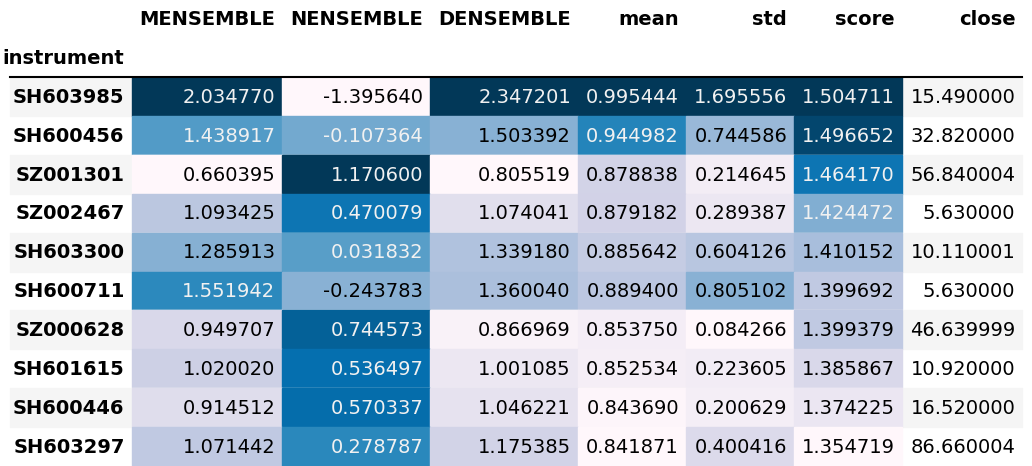 MENSEMBLE NENSEMBLE DENSEMBLE mean std score close
instrument
SH603985 2.034770 -1.395640 2.347201 0.995444 1.695556 1.504711 15.490000
SH600456 1.438917 -0.107364 1.503392 0.944982 0.744586 1.496652 32.820000
SZ001301 0.660395 1.170600 0.805519 0.878838 0.214645 1.464170 56.840004
SZ002467 1.093425 0.470079 1.074041 0.879182 0.289387 1.424472 5.630000
SH603300 1.285913 0.031832 1.339180 0.885642 0.604126 1.410152 10.110001
SH600711 1.551942 -0.243783 1.360040 0.889400 0.805102 1.399692 5.630000
SZ000628 0.949707 0.744573 0.866969 0.853750 0.084266 1.399379 46.639999
SH601615 1.020020 0.536497 1.001085 0.852534 0.223605 1.385867 10.920000
SH600446 0.914512 0.570337 1.046221 0.843690 0.200629 1.374225 16.520000
SH603297 1.071442 0.278787 1.175385 0.841871 0.400416 1.354719 86.660004